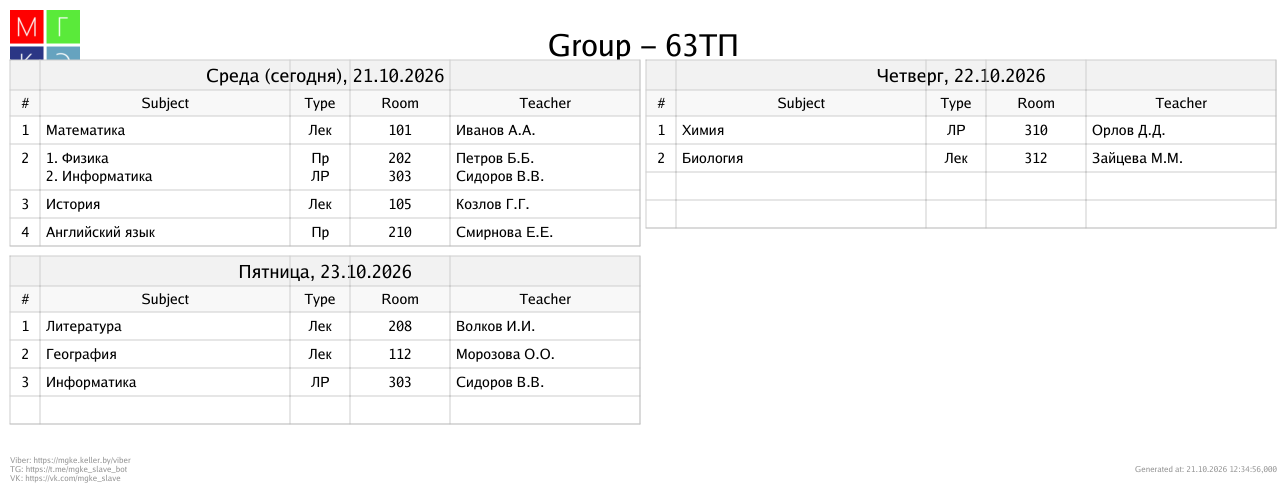 М Г
К Э
Group – 63ТП
Среда (сегодня), 21.10.2026
# Subject Type Room Teacher
1 Математика Лек 101 Иванов А.А.
2 1. Физика Пр 202 Петров Б.Б.
2. Информатика ЛР 303 Сидоров В.В.
3 История Лек 105 Козлов Г.Г.
4 Английский язык Пр 210 Смирнова Е.Е.
Четверг, 22.10.2026
# Subject Type Room Teacher
1 Химия ЛР 310 Орлов Д.Д.
2 Биология Лек 312 Зайцева М.М.
Пятница, 23.10.2026
# Subject Type Room Teacher
1 Литература Лек 208 Волков И.И.
2 География Лек 112 Морозова О.О.
3 Информатика ЛР 303 Сидоров В.В.
Viber: https://mgke.keller.by/viber
TG: https://t.me/mgke_slave_bot
VK: https://vk.com/mgke_slave
Generated at: 21.10.2026 12:34:56,000